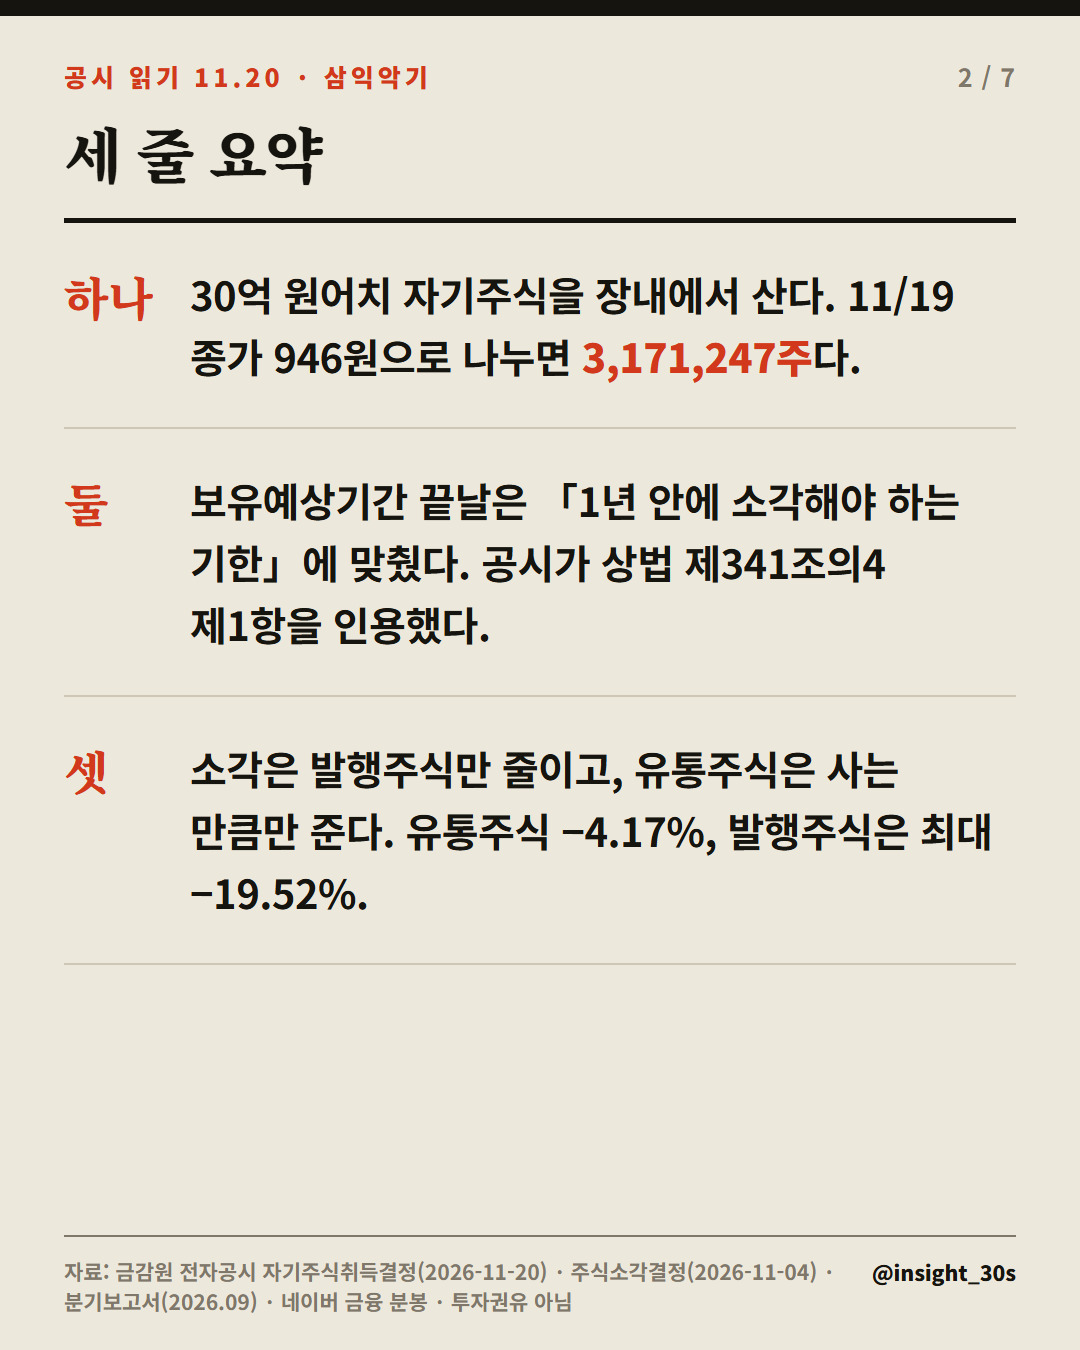 공시 읽기 11.20 · 삼익악기
2 / 7
세 줄 요약
하나
30억 원어치 자기주식을 장내에서 산다. 11/19
종가 946원으로 나누면 3,171,247주다.
둘
보유예상기간 끝날은 「1년 안에 소각해야 하는
기한」에 맞췄다. 공시가 상법 제341조의4
제1항을 인용했다.
셋
소각은 발행주식만 줄이고, 유통주식은 사는
만큼만 준다. 유통주식 −4.17%, 발행주식은 최대
−19.52%.
자료: 금감원 전자공시 자기주식취득결정(2026-11-20) · 주식소각결정(2026-11-04) ·
분기보고서(2026.09) · 네이버 금융 분봉 · 투자권유 아님
@insight_30s